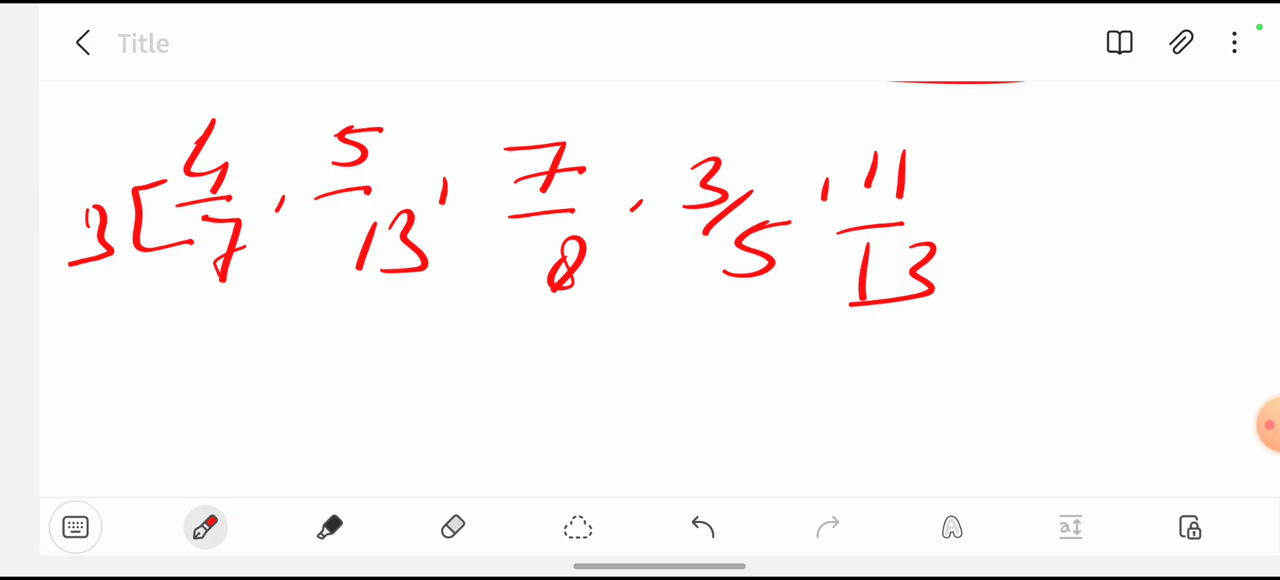 Title
3[ 4/7, 5/13, 7/8, 3/5, 11/13